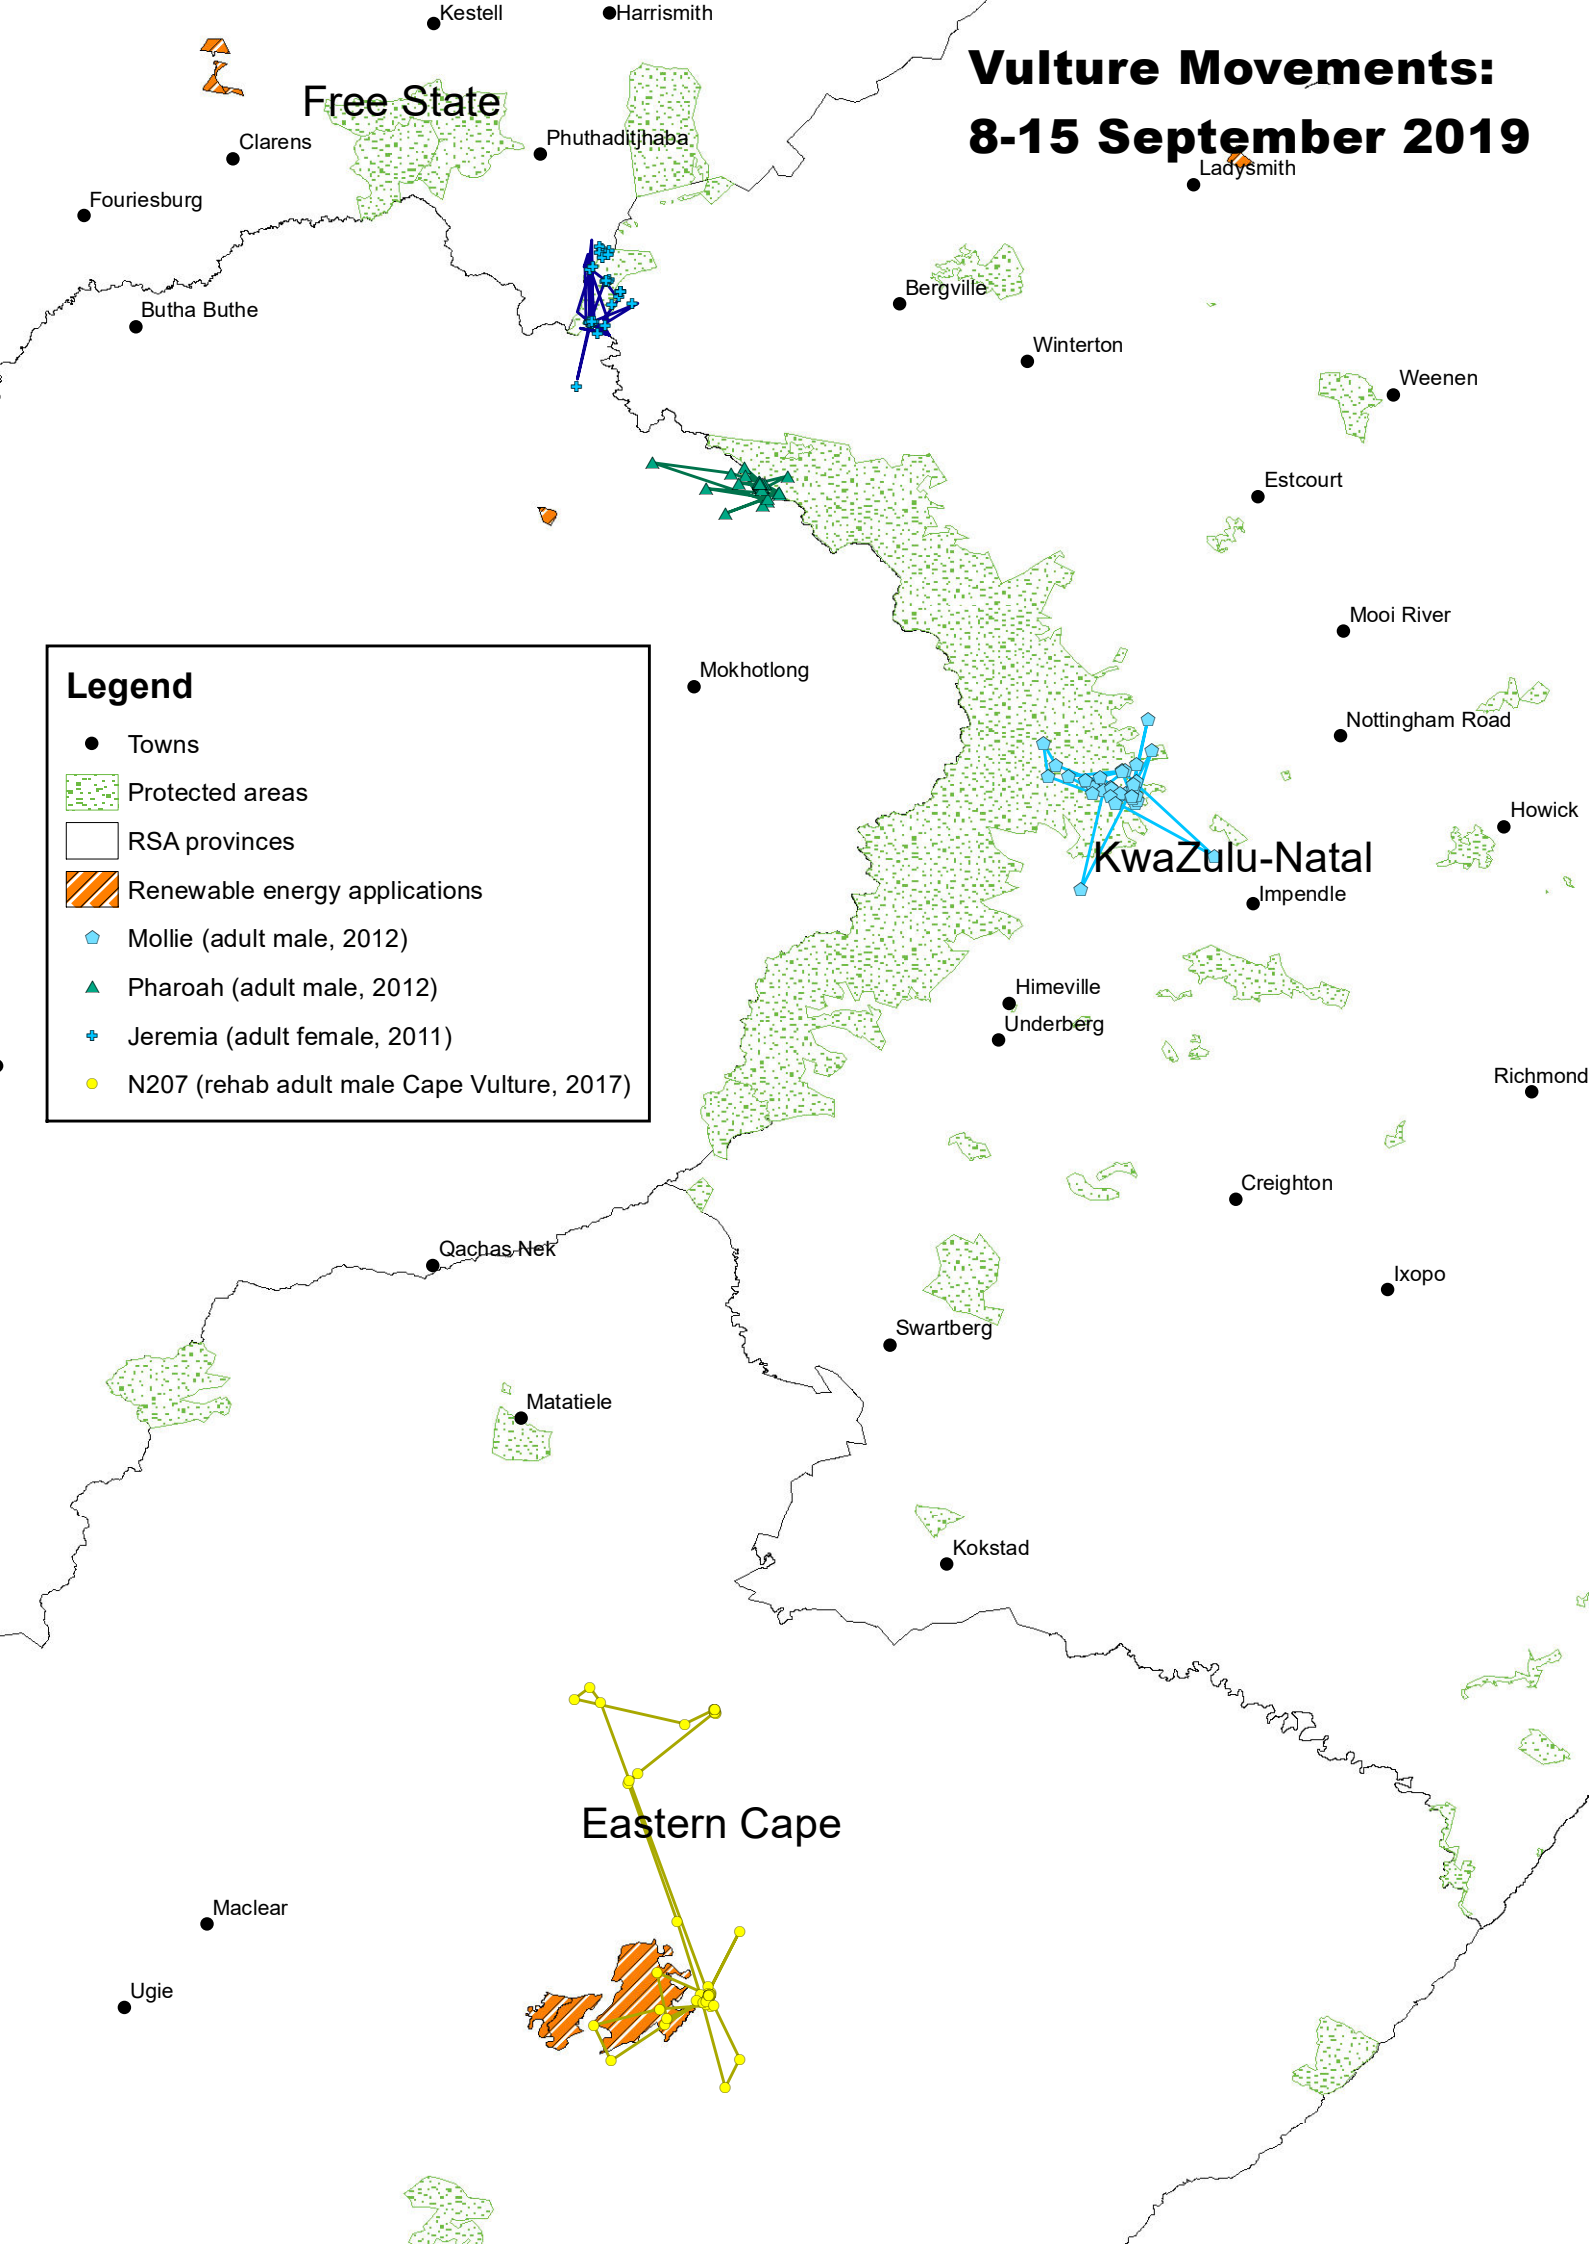 Kestell
Harrismith
Vulture Movements:
8-15 September 2019
Free State
Clarens
Phuthaditjhaba
Ladysmith
Fouriesburg
Bergville
Butha Buthe
Winterton
Weenen
Estcourt
Mooi River
Mokhotlong
Nottingham Road
Howick
KwaZulu-Natal
Impendle
Legend
Towns
Protected areas
RSA provinces
Renewable energy applications
Mollie (adult male, 2012)
Pharoah (adult male, 2012)
Jeremia (adult female, 2011)
N207 (rehab adult male Cape Vulture, 2017)
Himeville
Underberg
Richmond
Creighton
Qachas Nek
Ixopo
Swartberg
Matatiele
Kokstad
Eastern Cape
Maclear
Ugie